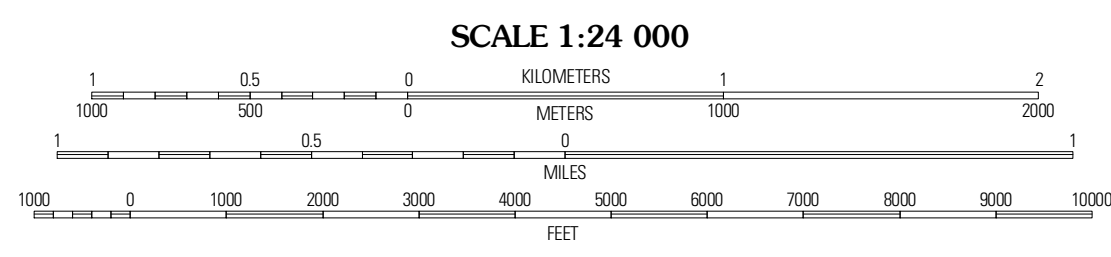 SCALE 1:24 000
1 0.5 0 KILOMETERS 1 2
1000 500 0 METERS 1000 2000
1 0.5 0 1
MILES
1000 0 1000 2000 3000 4000 5000 6000 7000 8000 9000 10000
FEET